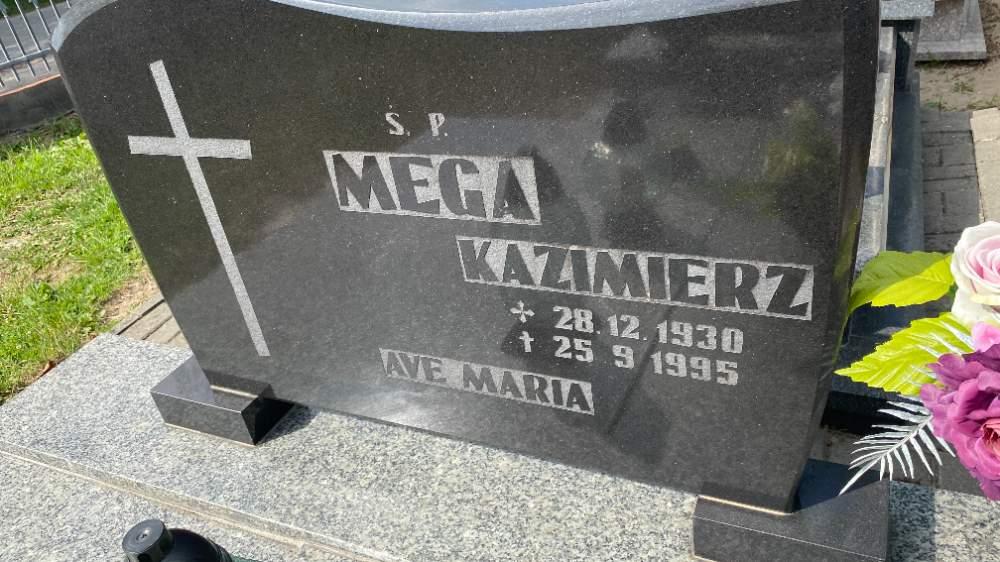 Ś. P.
MEGA
KAZIMIERZ
28.12.1930
† 25 9 1995
AVE MARIA